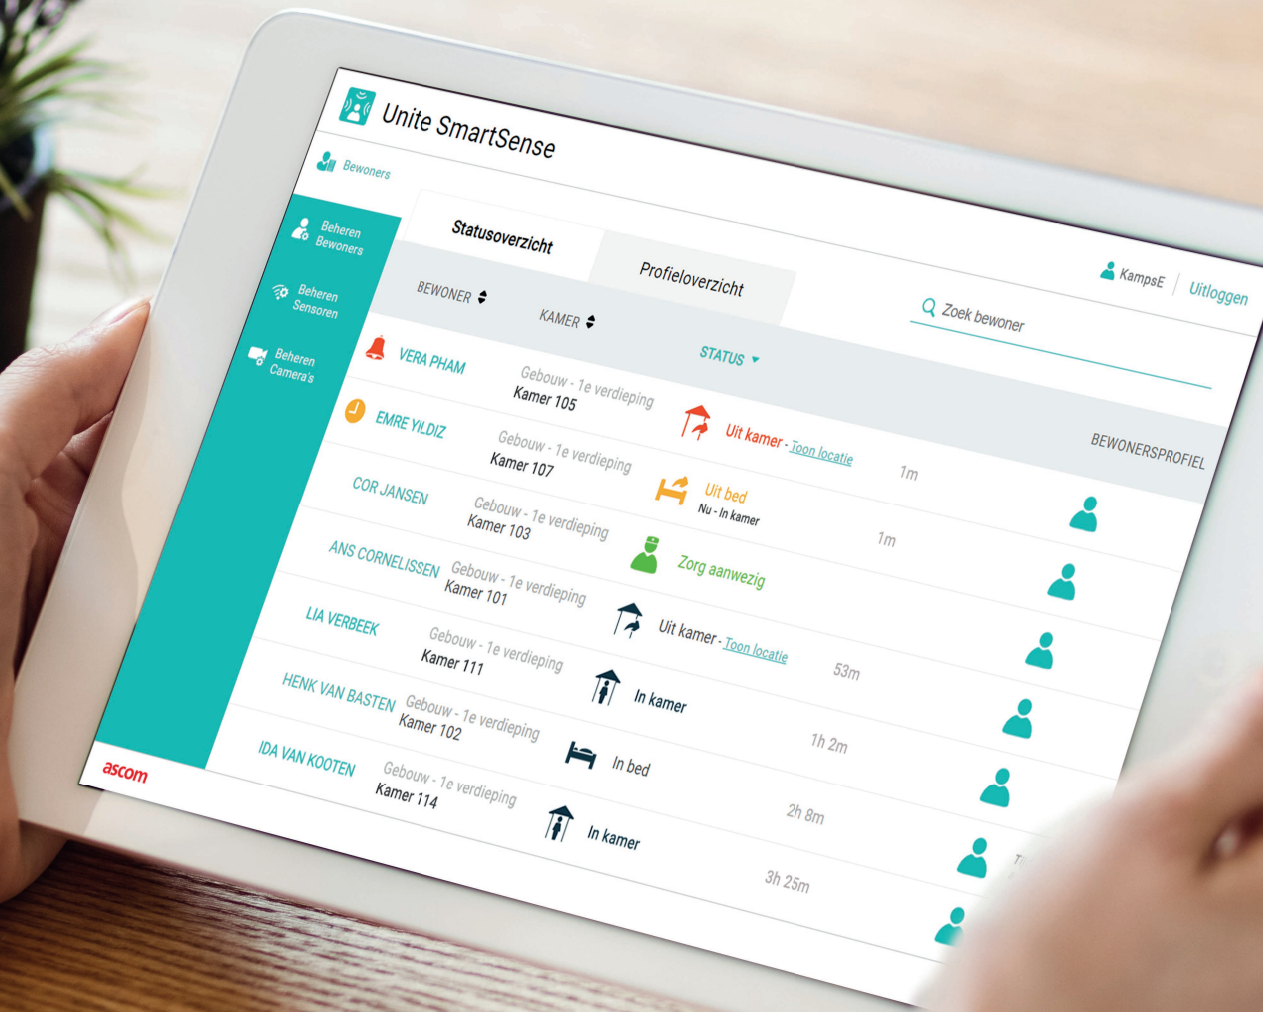 Unite SmartSense
KampsE
Uitloggen
Bewoners
Beheren
Bewoners
Beheren
Sensoren
Beheren
Camera's
Statusoverzicht
Profieloverzicht
Zoek bewoner
BEWONER
KAMER
STATUS
BEWONERSPROFIEL
VERA PHAM
Gebouw - 1e verdieping
Kamer 105
Uit kamer - Toon locatie
1m
EMRE YILDIZ
Gebouw - 1e verdieping
Kamer 107
Uit bed
Nu - In kamer
1m
COR JANSEN
Gebouw - 1e verdieping
Kamer 103
Zorg aanwezig
ANS CORNELISSEN
Gebouw - 1e verdieping
Kamer 101
Uit kamer - Toon locatie
53m
LIA VERBEEK
Gebouw - 1e verdieping
Kamer 111
In kamer
1h 2m
HENK VAN BASTEN
Gebouw - 1e verdieping
Kamer 102
In bed
2h 8m
IDA VAN KOOTEN
Gebouw - 1e verdieping
Kamer 114
In kamer
3h 25m
ascom